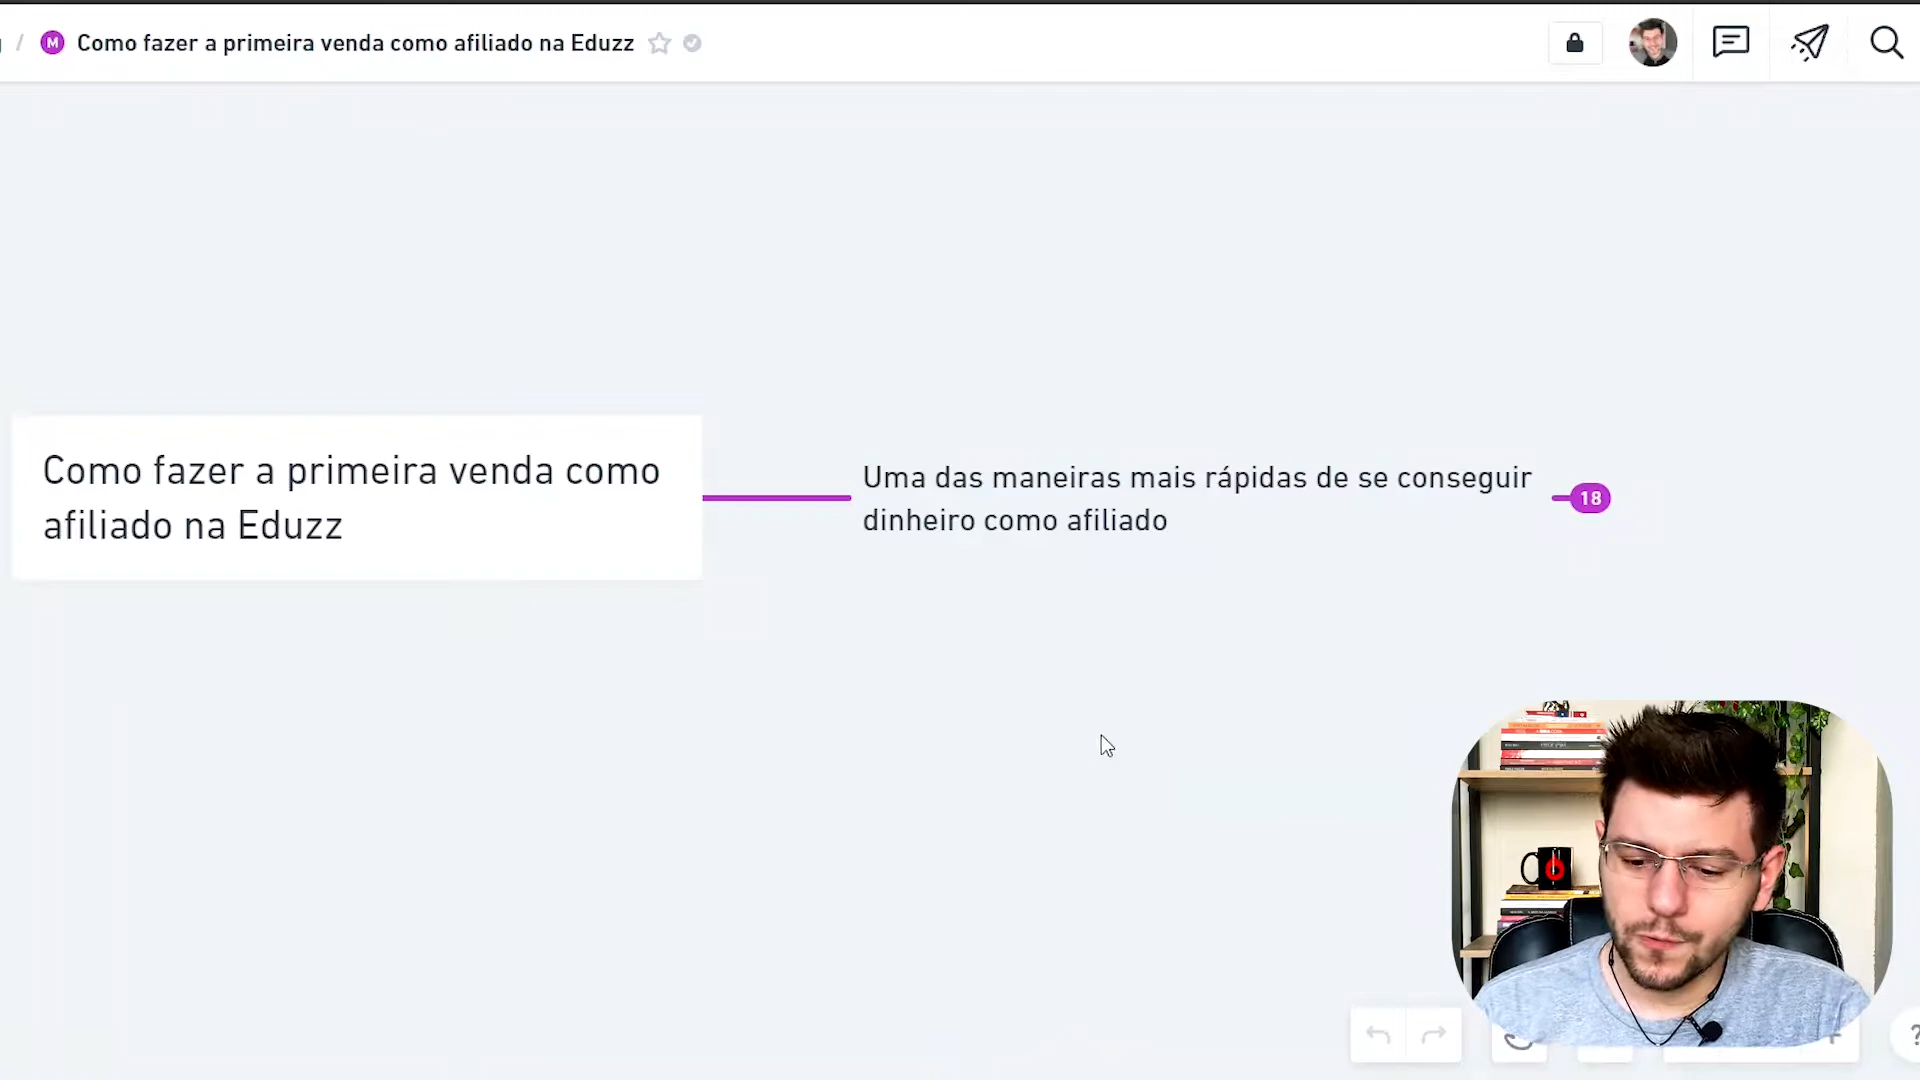 / M Como fazer a primeira venda como afiliado na Eduzz
Como fazer a primeira venda como
afiliado na Eduzz
Uma das maneiras mais rápidas de se conseguir
dinheiro como afiliado
18
?